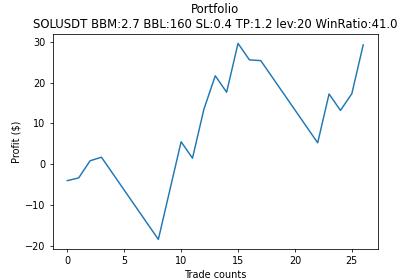 Portfolio
SOLUSDT BBM:2.7 BBL:160 SL:0.4 TP:1.2 lev:20 WinRatio:41.0
30
20
10
0
−10
−20
Profit ($)
0 5 10 15 20 25
Trade counts